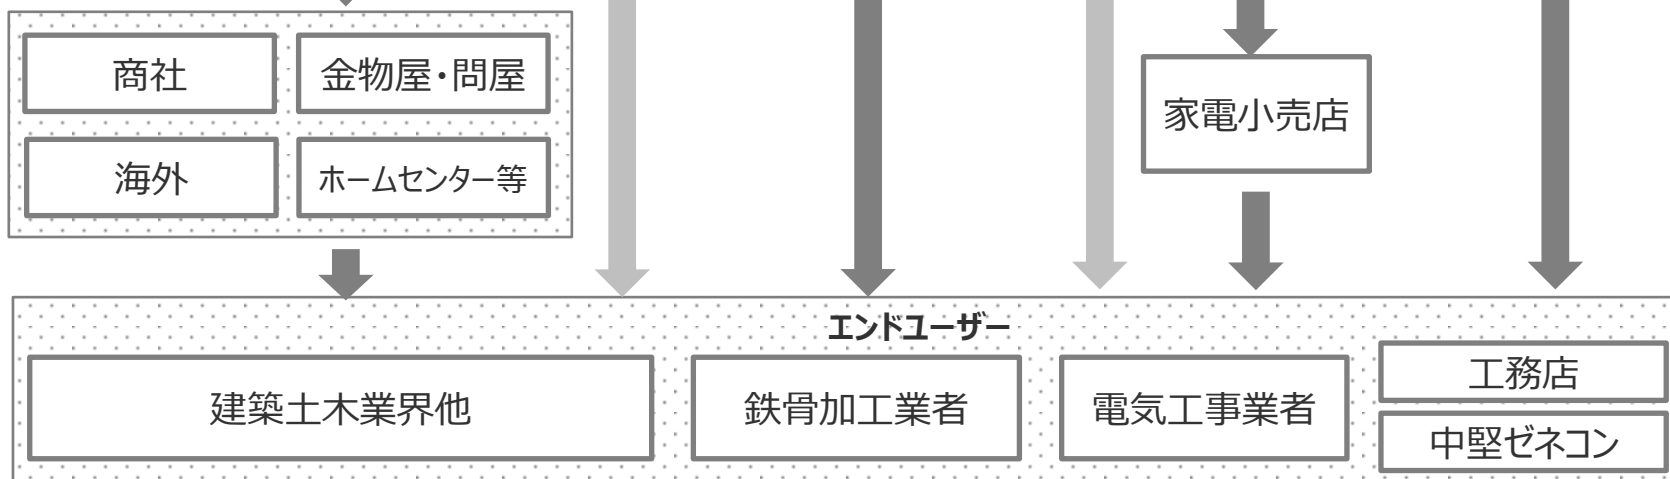 商社
金物屋・問屋
海外
ホームセンター等
家電小売店
エンドユーザー
建築土木業界他
鉄骨加工業者
電気工事業者
工務店
中堅ゼネコン